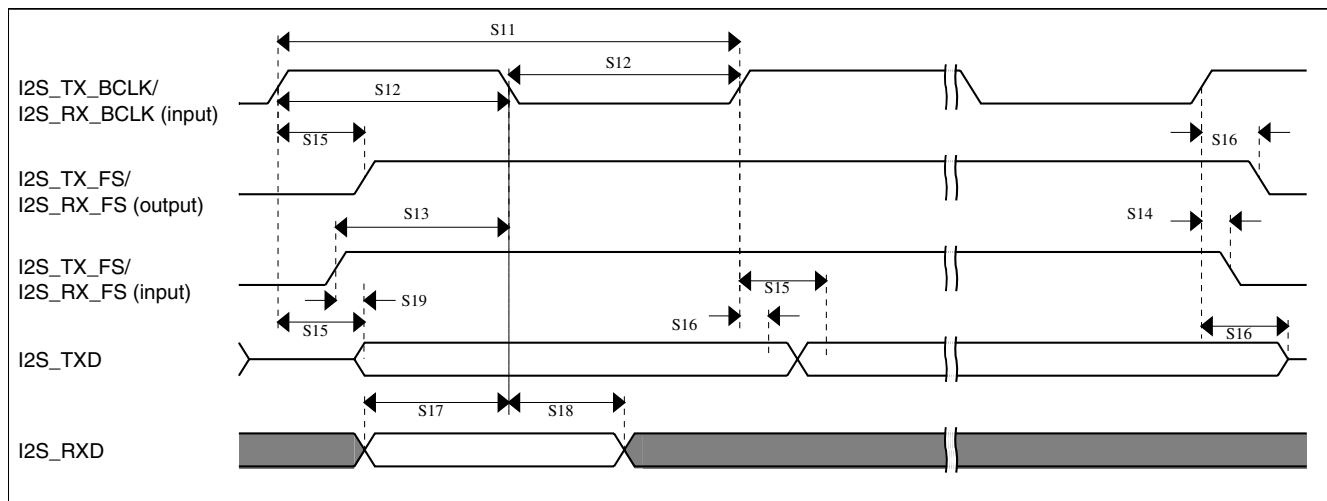 S11
I2S_TX_BCLK/
I2S_RX_BCLK (input)
S12
S12
S15
S16
I2S_TX_FS/
I2S_RX_FS (output)
S13
S14
I2S_TX_FS/
I2S_RX_FS (input)
S15
S19
S15
S16
S16
I2S_TXD
S17
S18
I2S_RXD